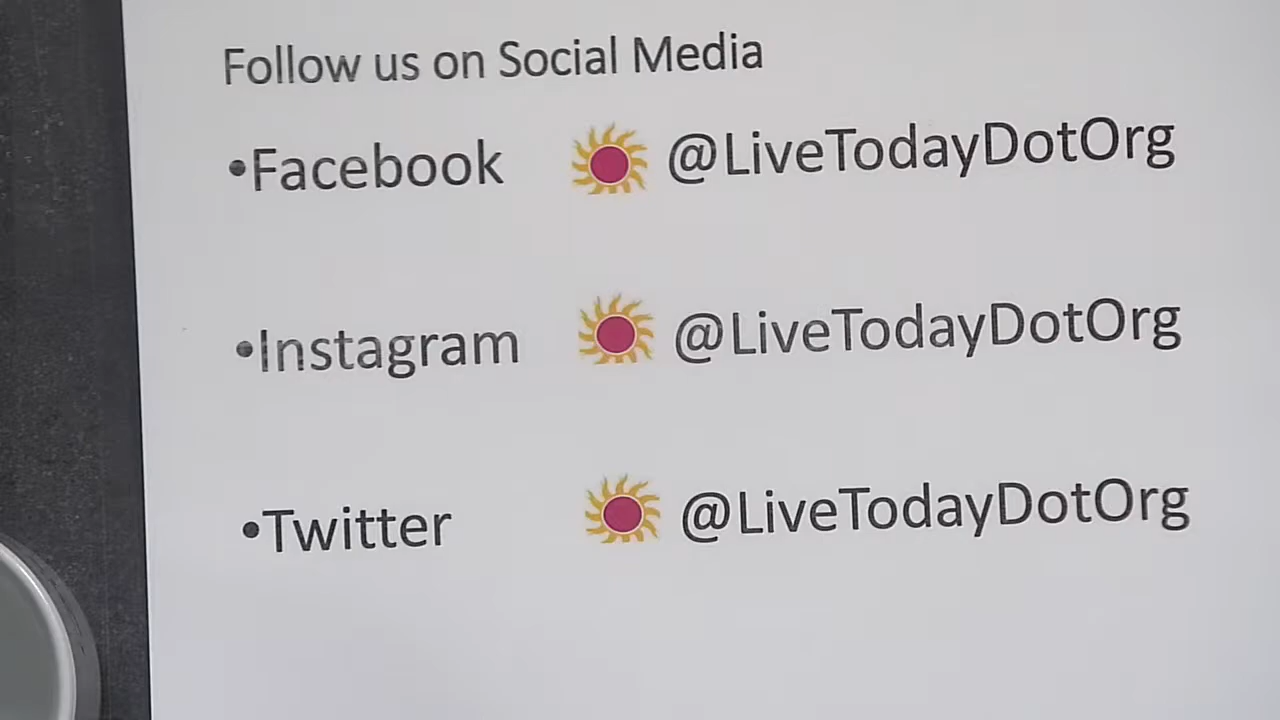 Follow us on Social Media
•Facebook @LiveTodayDotOrg
•Instagram @LiveTodayDotOrg
•Twitter @LiveTodayDotOrg